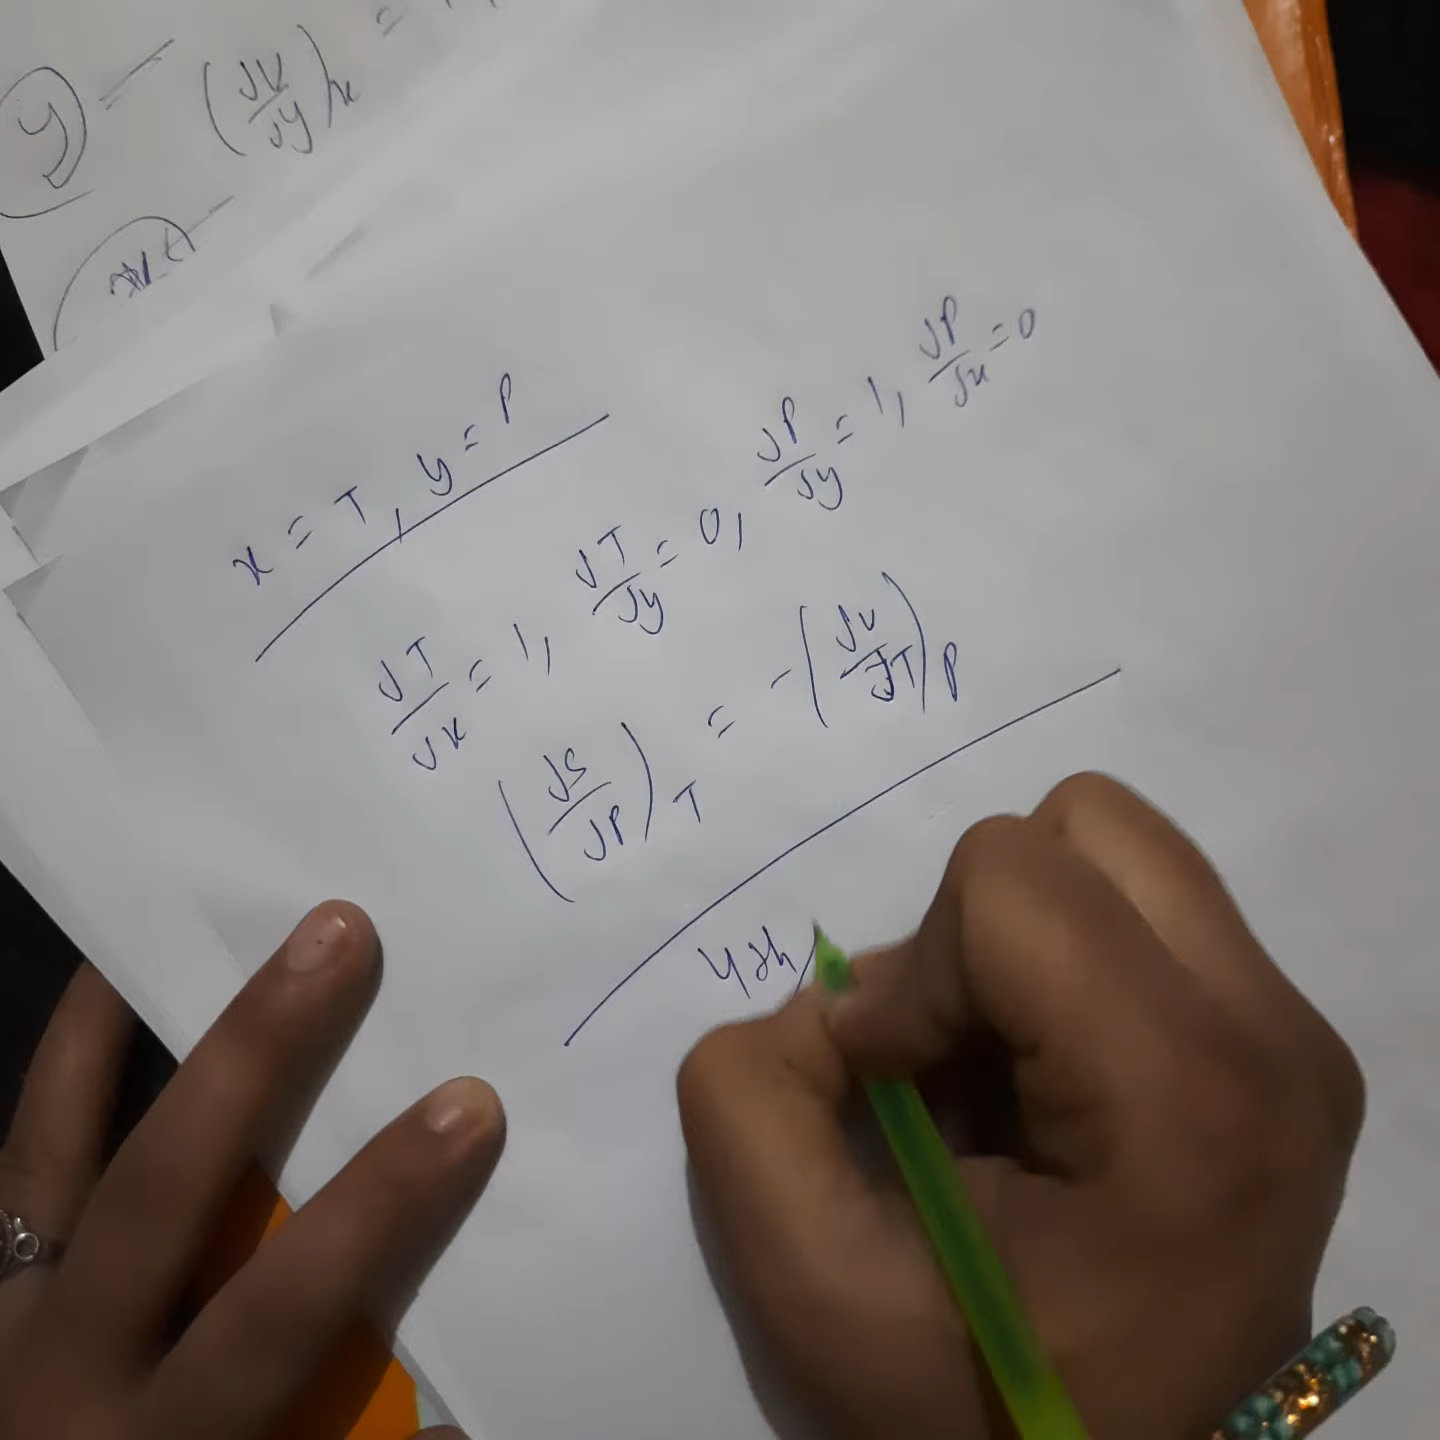 y
(∂V/∂y)x =
x = T, y = P
∂T/∂x = 1, ∂T/∂y = 0, ∂P/∂y = 1, ∂P/∂x = 0
(∂S/∂P)T = -(∂V/∂T)P
4th